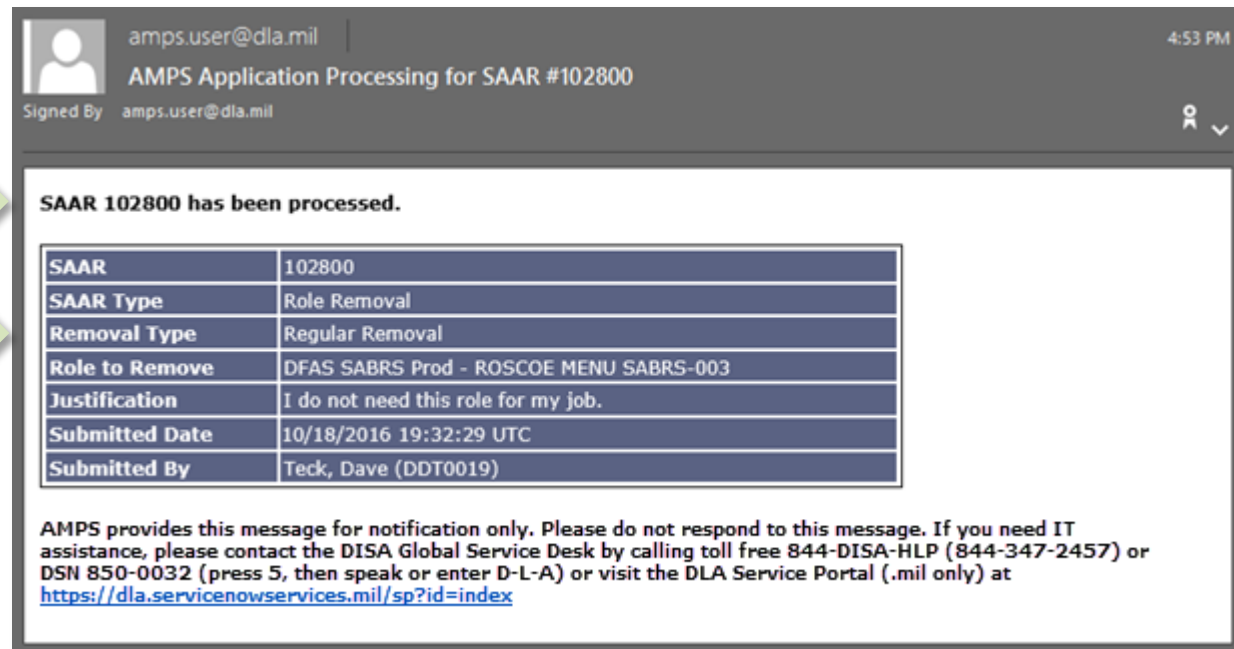 amps.user@dla.mil
4:53 PM
AMPS Application Processing for SAAR #102800
Signed By amps.user@dla.mil
SAAR 102800 has been processed.
SAAR 102800
SAAR Type Role Removal
Removal Type Regular Removal
Role to Remove DFAS SABRS Prod - ROSCOE MENU SABRS-003
Justification I do not need this role for my job.
Submitted Date 10/18/2016 19:32:29 UTC
Submitted By Teck, Dave (DDT0019)
AMPS provides this message for notification only. Please do not respond to this message. If you need IT
assistance, please contact the DISA Global Service Desk by calling toll free 844-DISA-HLP (844-347-2457) or
DSN 850-0032 (press 5, then speak or enter D-L-A) or visit the DLA Service Portal (.mil only) at
https://dla.servicenowservices.mil/sp?id=index